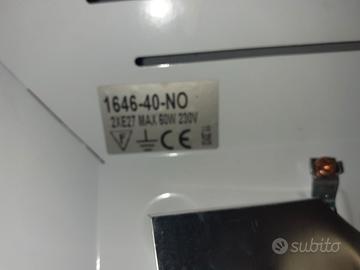 1646-40-NO
2XE27 MAX 60W 230V
F
CE
subito